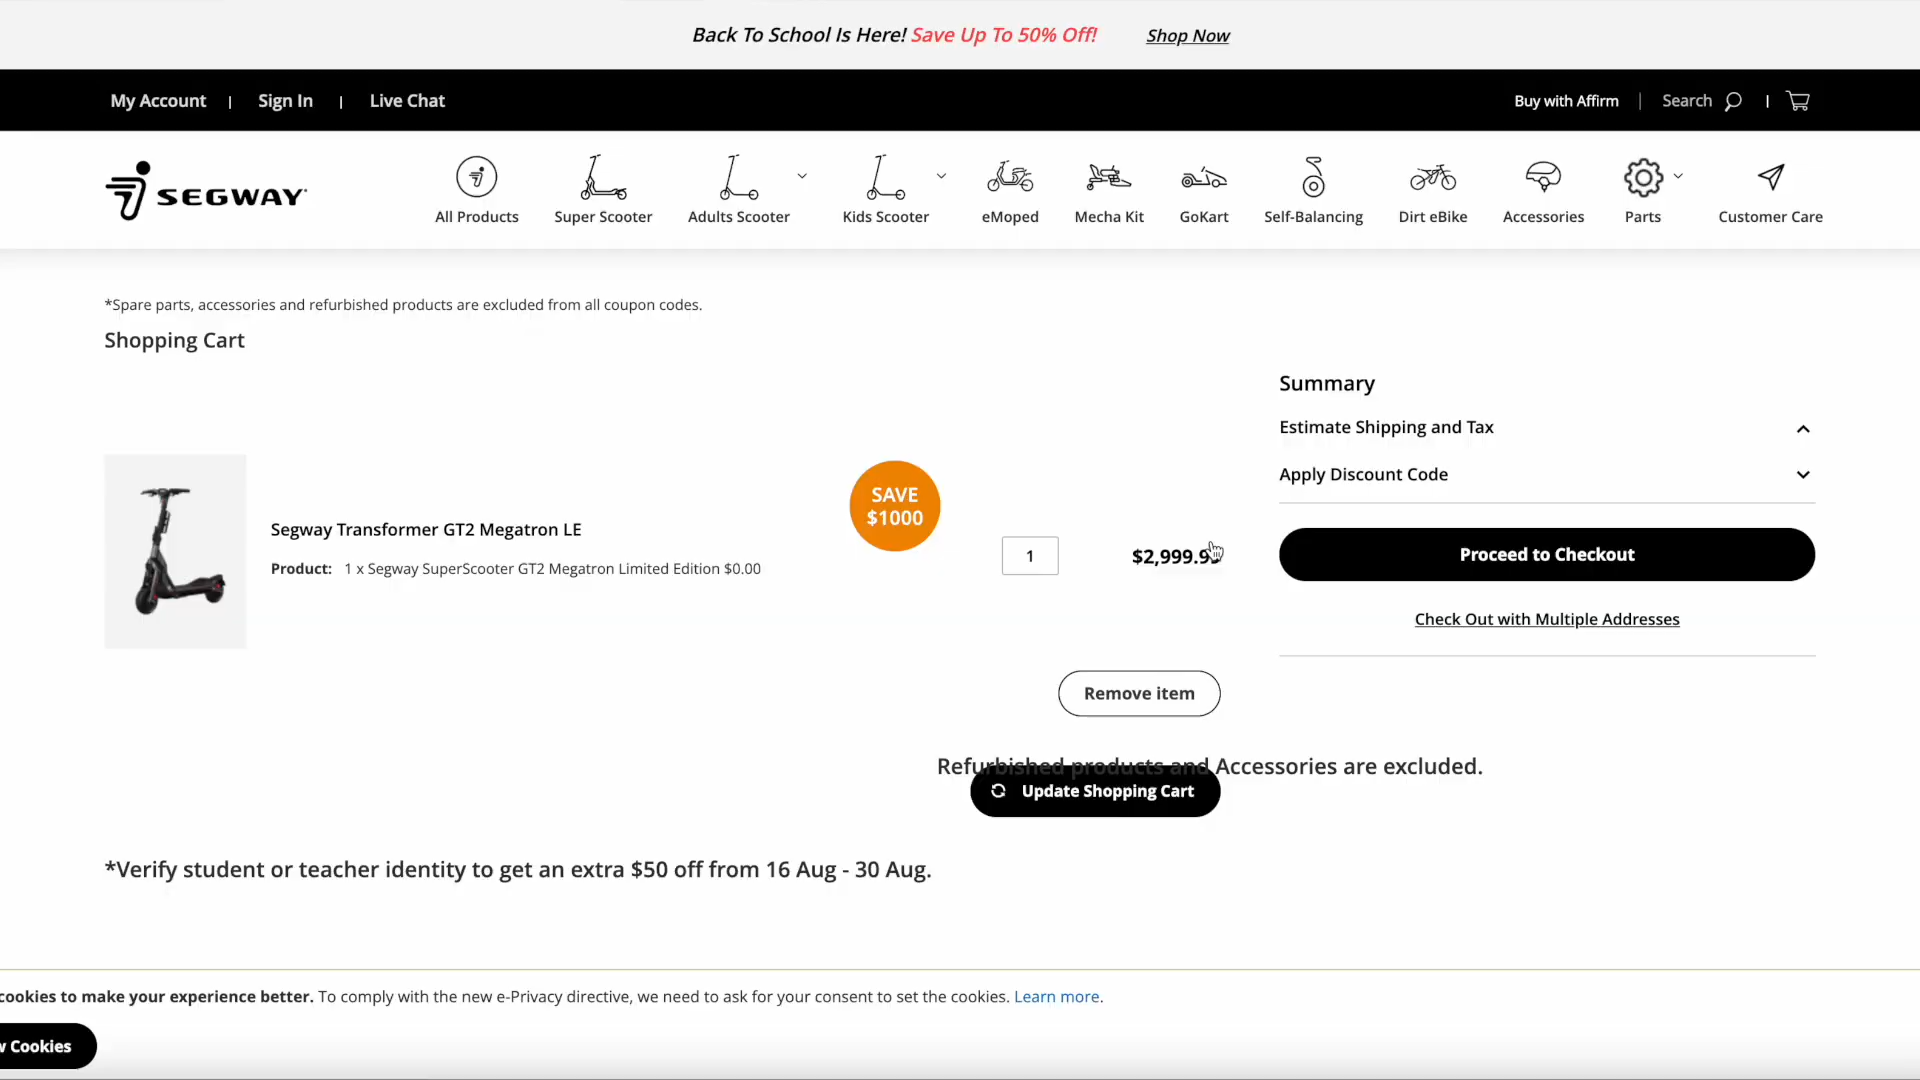 Back To School Is Here! Save Up To 50% Off! Shop Now
My Account | Sign In | Live Chat
Buy with Affirm | Search |
SEGWAY
All Products
Super Scooter
Adults Scooter
Kids Scooter
eMoped
Mecha Kit
GoKart
Self-Balancing
Dirt eBike
Accessories
Parts
Customer Care
*Spare parts, accessories and refurbished products are excluded from all coupon codes.
Shopping Cart
Segway Transformer GT2 Megatron LE
Product: 1 x Segway SuperScooter GT2 Megatron Limited Edition $0.00
SAVE
$1000
1
$2,999.99
Remove item
Refurbished products and Accessories are excluded.
Update Shopping Cart
Summary
Estimate Shipping and Tax
Apply Discount Code
Proceed to Checkout
Check Out with Multiple Addresses
*Verify student or teacher identity to get an extra $50 off from 16 Aug - 30 Aug.
cookies to make your experience better. To comply with the new e-Privacy directive, we need to ask for your consent to set the cookies. Learn more.
w Cookies